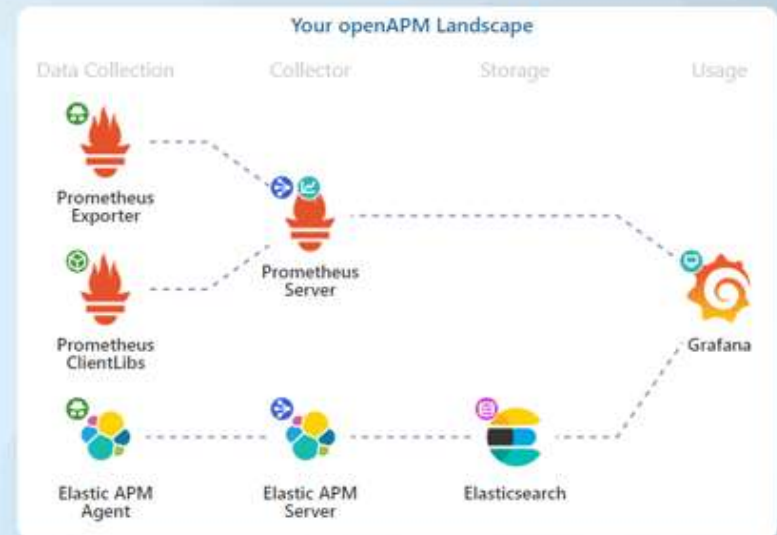 Your openAPM Landscape
Data Collection
Collector
Storage
Usage
Prometheus
Exporter
Prometheus
Server
Prometheus
ClientLibs
Grafana
Elastic APM
Agent
Elastic APM
Server
Elasticsearch